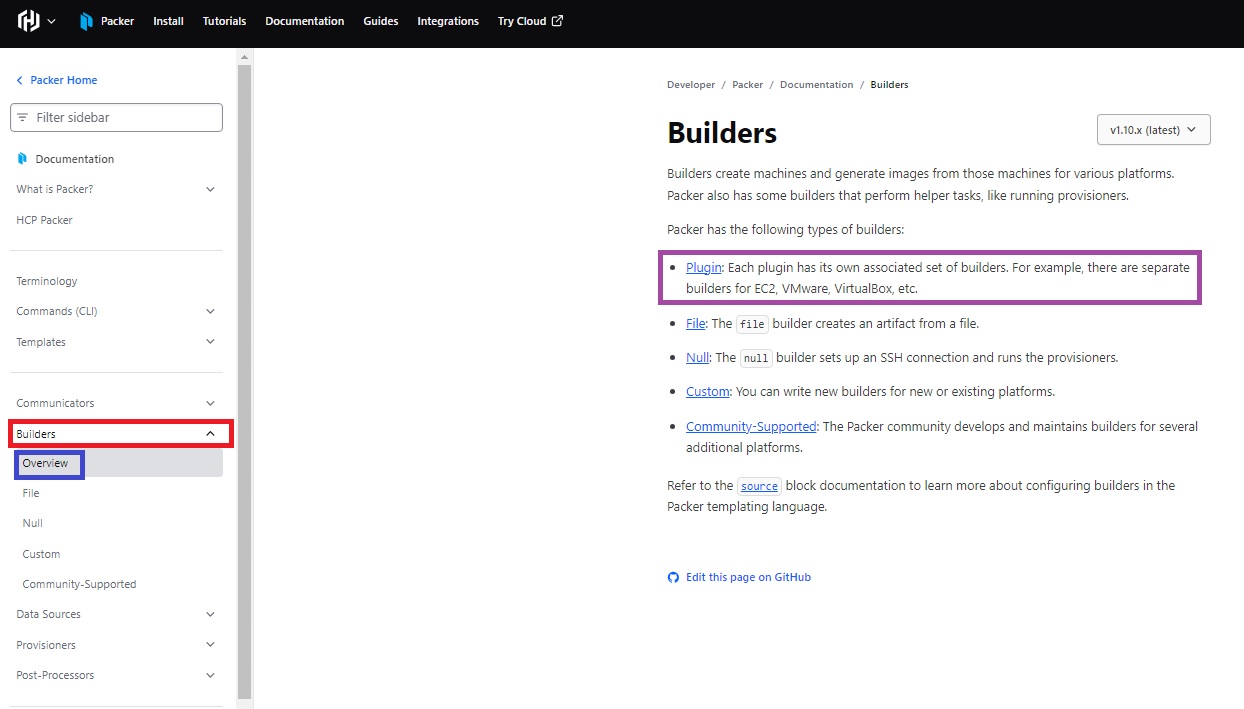 Packer Install Tutorials Documentation Guides Integrations Try Cloud
Packer Home
Filter sidebar
Documentation
What is Packer?
HCP Packer
Terminology
Commands (CLI)
Templates
Communicators
Builders
Overview
File
Null
Custom
Community-Supported
Data Sources
Provisioners
Post-Processors
Developer / Packer / Documentation / Builders
Builders
v1.10.x (latest)
Builders create machines and generate images from those machines for various platforms.
Packer also has some builders that perform helper tasks, like running provisioners.
Packer has the following types of builders:
• Plugin: Each plugin has its own associated set of builders. For example, there are separate
builders for EC2, VMware, VirtualBox, etc.
• File: The file builder creates an artifact from a file.
• Null: The null builder sets up an SSH connection and runs the provisioners.
• Custom: You can write new builders for new or existing platforms.
• Community-Supported: The Packer community develops and maintains builders for several
additional platforms.
Refer to the source block documentation to learn more about configuring builders in the
Packer templating language.
Edit this page on GitHub